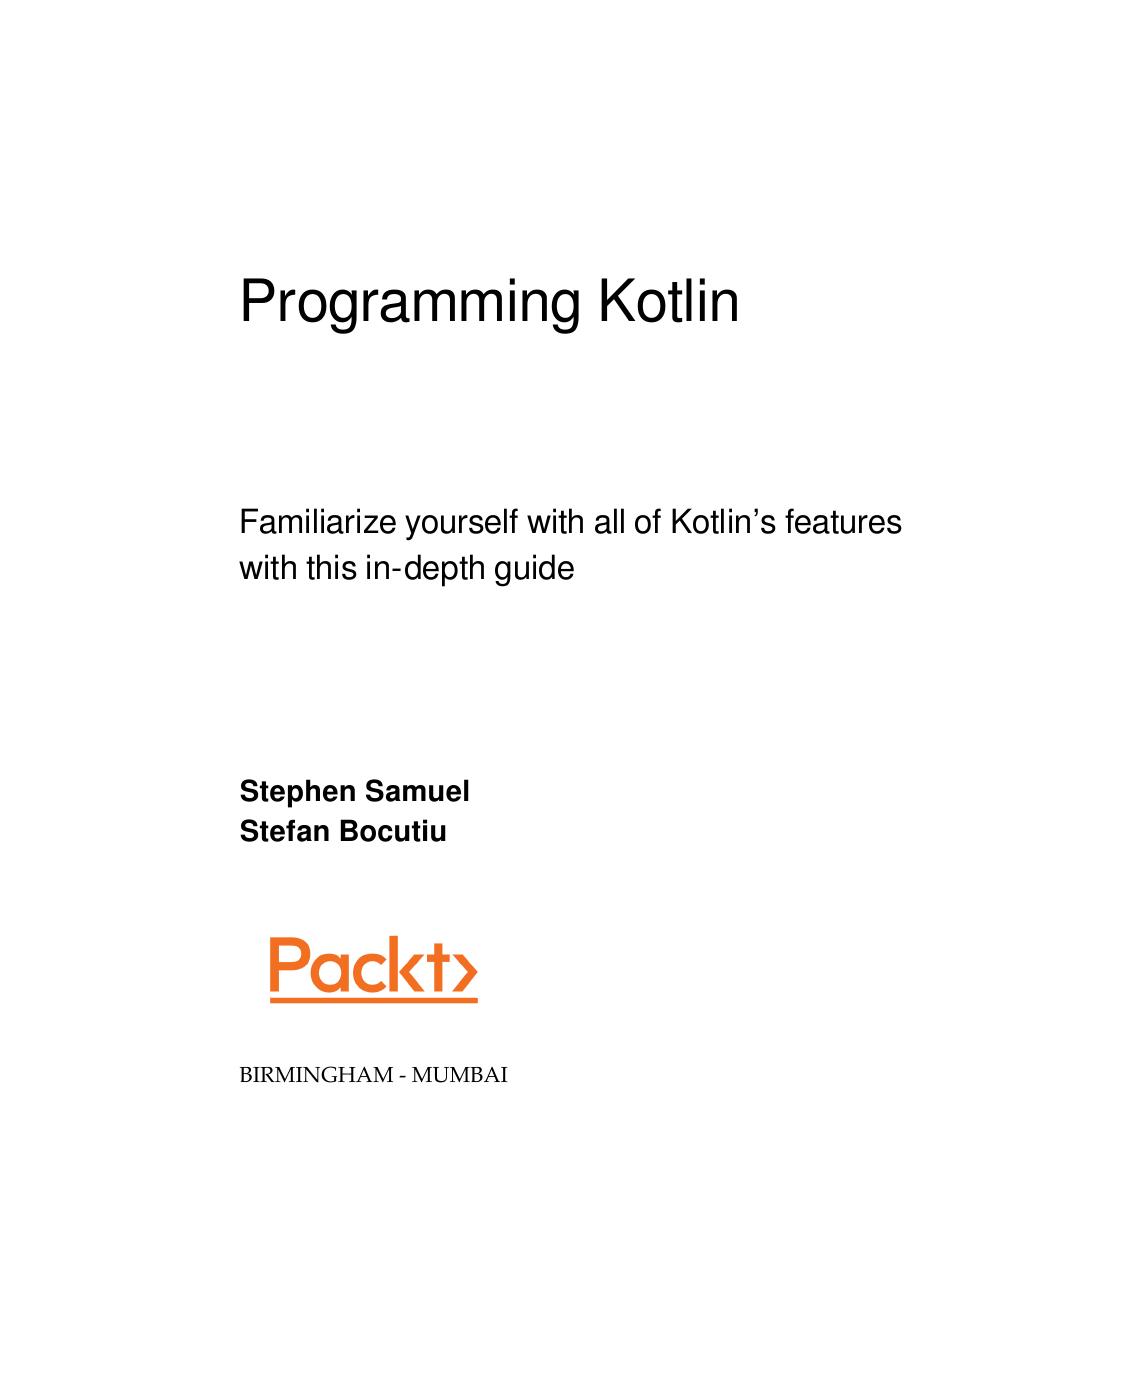 Programming Kotlin
Familiarize yourself with all of Kotlin’s features
with this in-depth guide
Stephen Samuel
Stefan Bocutiu
Packt>
BIRMINGHAM - MUMBAI